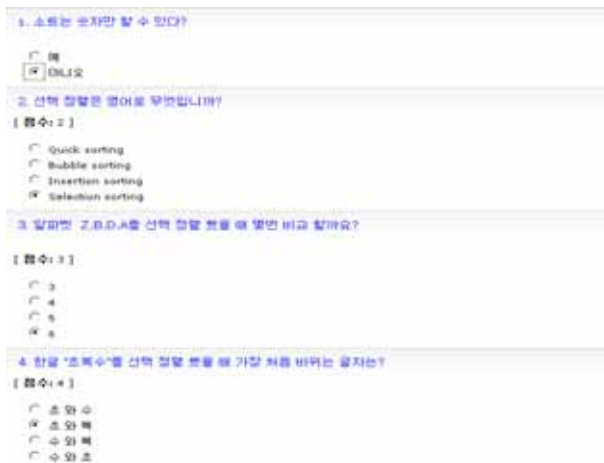 1. 소트는 숫자만 할 수 있다?
예
아니오
2. 선택 정렬은 영어로 무엇입니까?
[ 점수: 2 ]
Quick sorting
Bubble sorting
Insertion sorting
Selection sorting
3. 알파벳 Z,B,D,A를 선택 정렬 했을 때 몇번 비교 할까요?
[ 점수: 3 ]
3
4
5
6
4. 한글 "초복수"를 선택 정렬 했을 때 가장 처음 바뀌는 글자는?
[ 점수: 4 ]
초 와 수
초 와 복
수 와 복
수 와 초